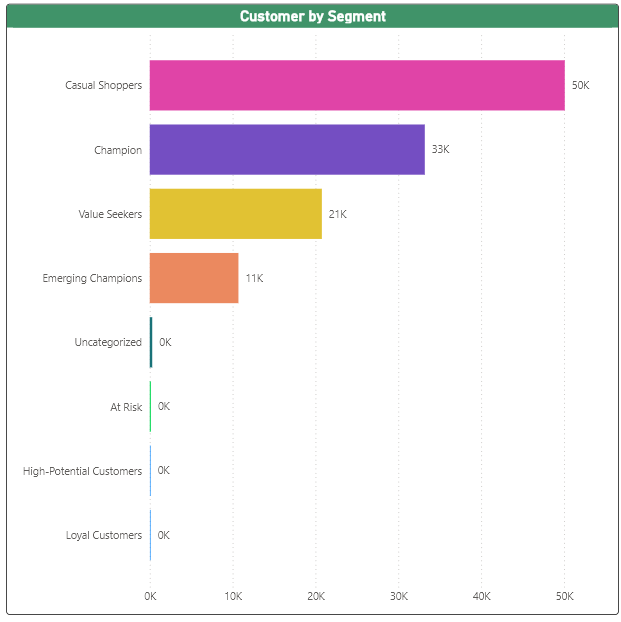 Customer by Segment
Casual Shoppers 50K
Champion 33K
Value Seekers 21K
Emerging Champions 11K
Uncategorized 0K
At Risk 0K
High-Potential Customers 0K
Loyal Customers 0K
0K 10K 20K 30K 40K 50K